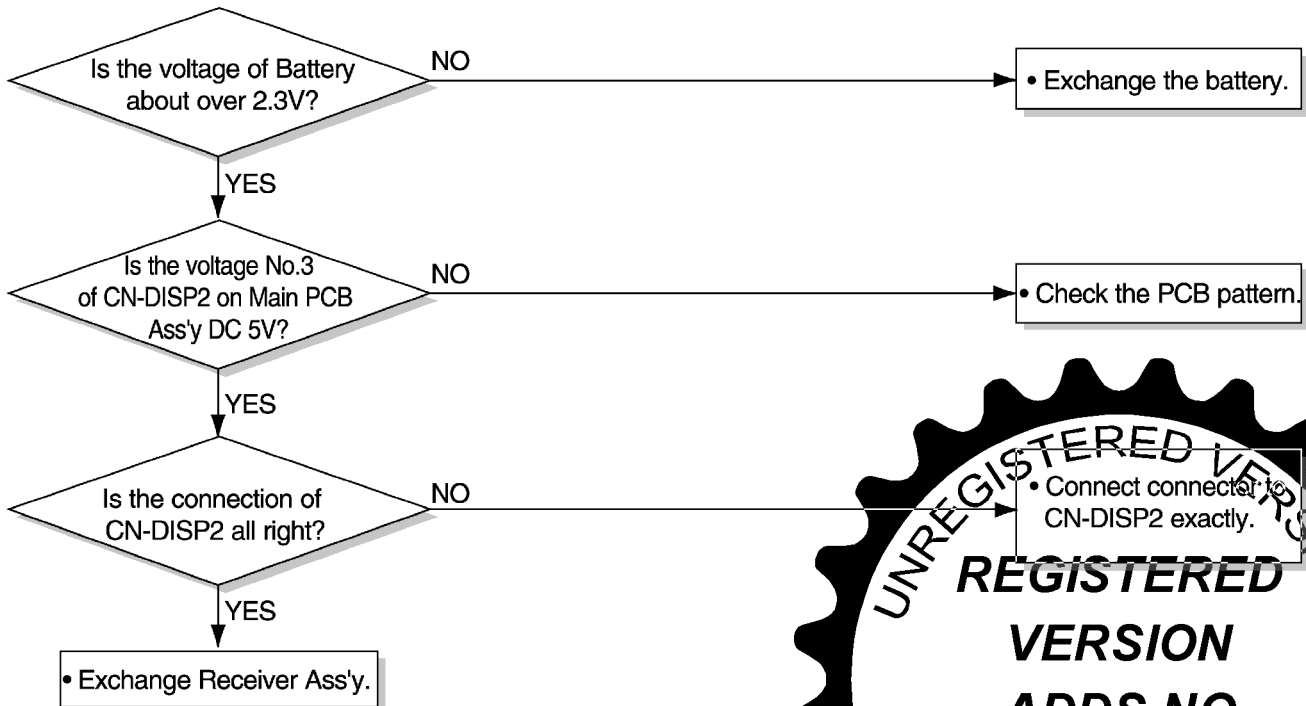 Is the voltage of Battery
about over 2.3V?
NO
• Exchange the battery.
YES
Is the voltage No.3
of CN-DISP2 on Main PCB
Ass'y DC 5V?
NO
• Check the PCB pattern.
YES
Is the connection of
CN-DISP2 all right?
NO
• Connect connector to
CN-DISP2 exactly.
YES
• Exchange Receiver Ass'y.
UNREGISTERED
REGISTERED
VERSION
ADDS NO